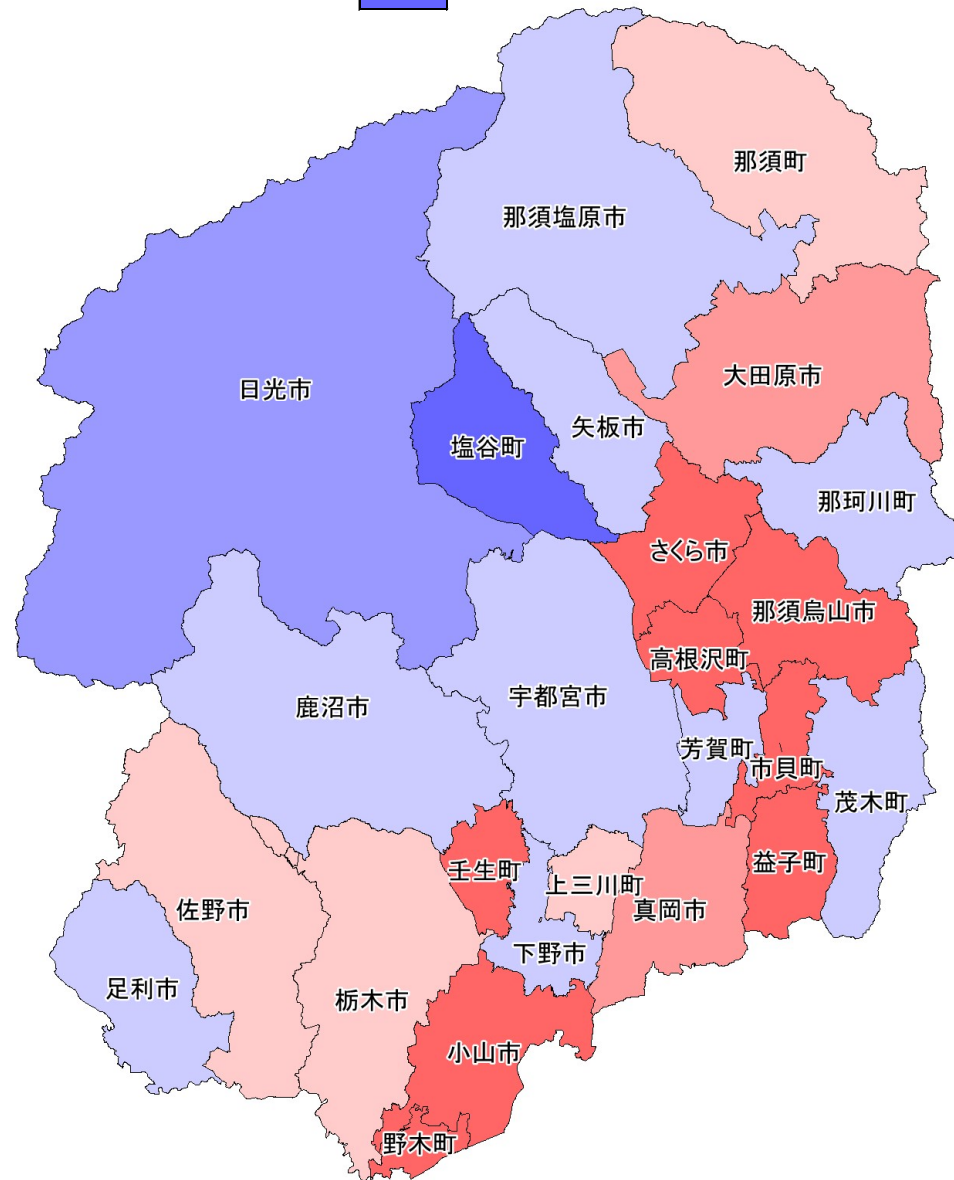 那須町
那須塩原市
大田原市
日光市
矢板市
塩谷町
那珂川町
さくら市
那須烏山市
高根沢町
宇都宮市
鹿沼市
芳賀町
市貝町
茂木町
益子町
壬生町
上三川町
真岡市
佐野市
下野市
足利市
栃木市
小山市
野木町